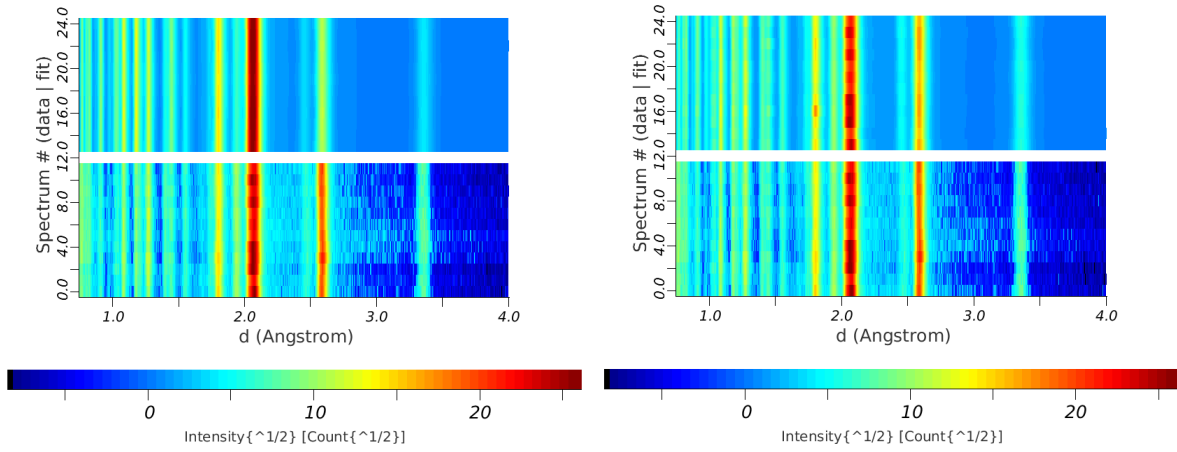 Spectrum # (data | fit)
24.0
20.0
16.0
12.0
8.0
4.0
0.0
1.0 2.0 3.0 4.0
d (Angstrom)
0 10 20
Intensity{^1/2} [Count{^1/2}]
Spectrum # (data | fit)
24.0
20.0
16.0
12.0
8.0
4.0
0.0
1.0 2.0 3.0 4.0
d (Angstrom)
0 10 20
Intensity{^1/2} [Count{^1/2}]